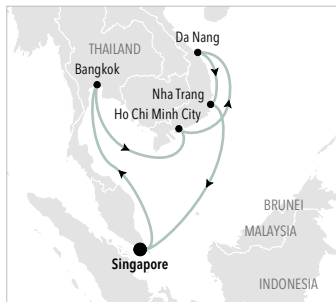 Da Nang
THAILAND
Bangkok
Nha Trang
Ho Chi Minh City
BRUNEI
MALAYSIA
Singapore
INDONESIA